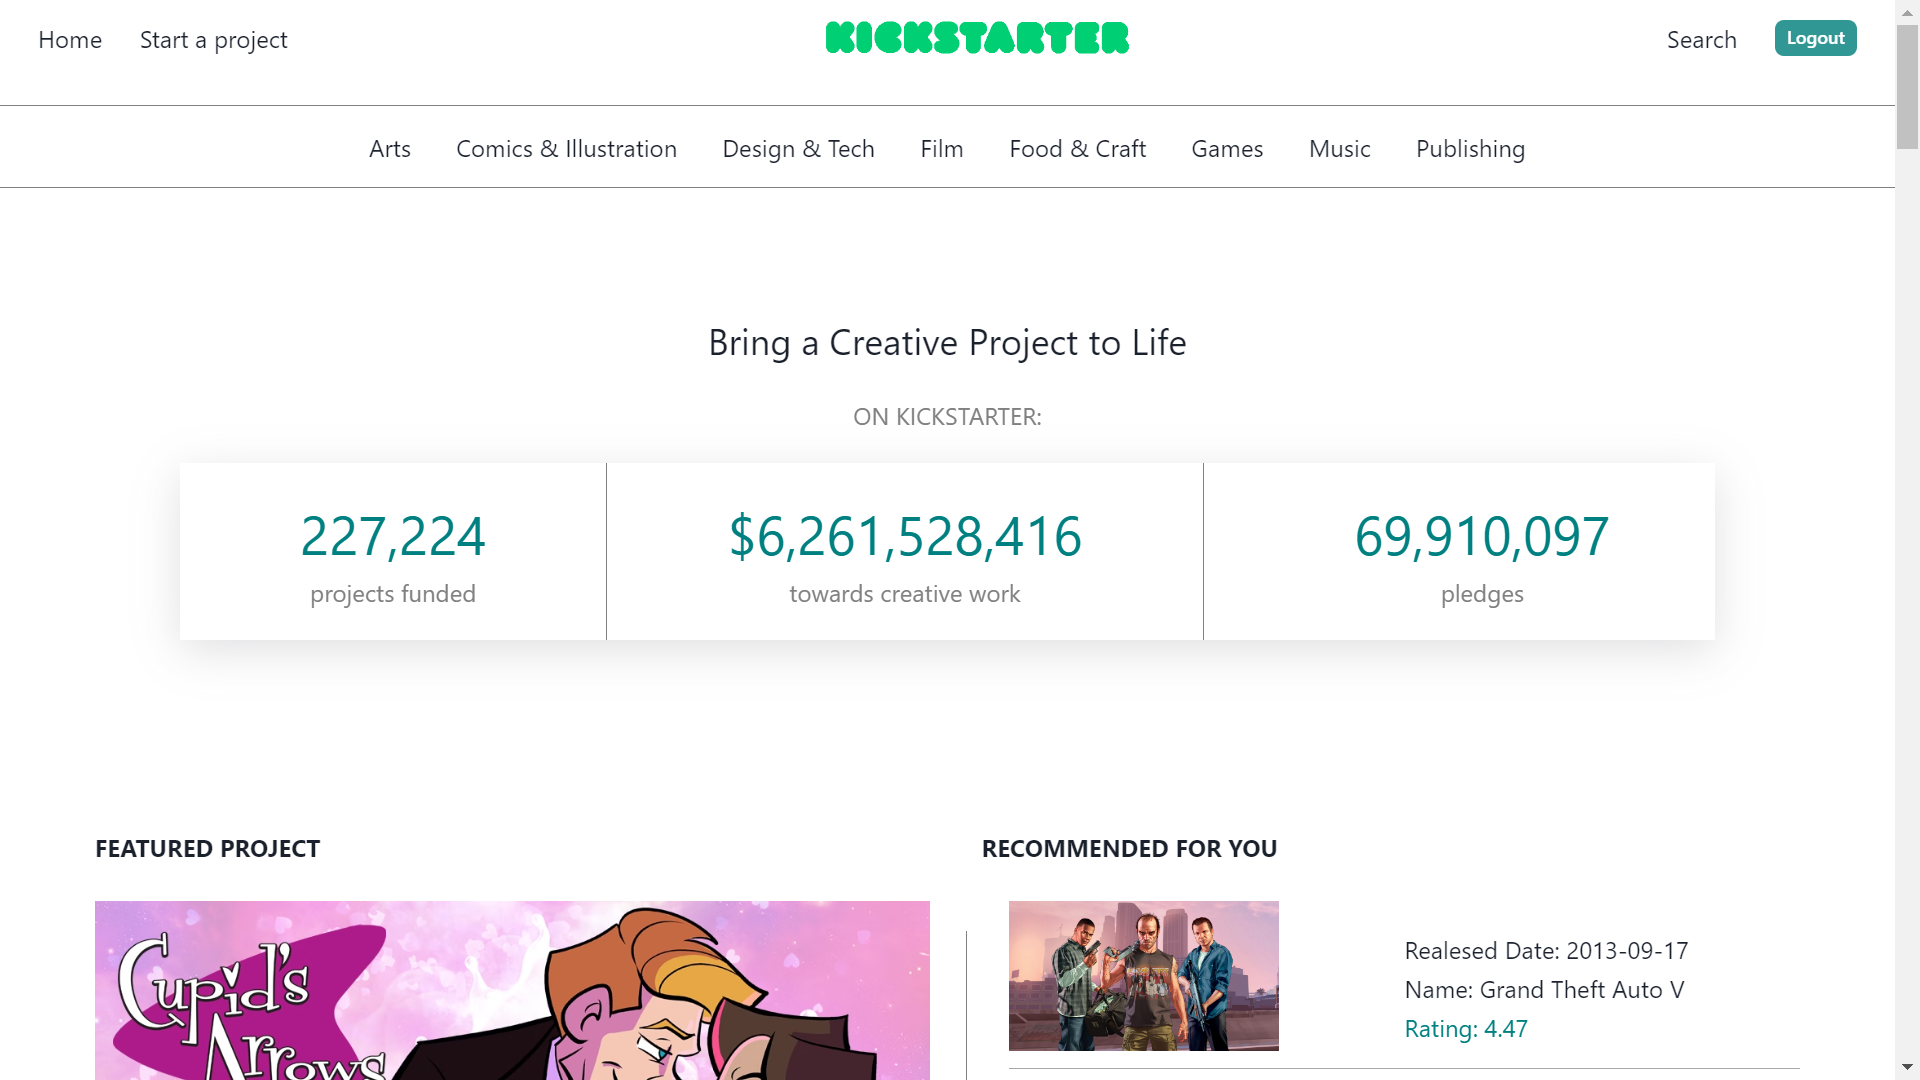 Home Start a project KICKSTARTER Search Logout
Arts Comics & Illustration Design & Tech Film Food & Craft Games Music Publishing
Bring a Creative Project to Life
ON KICKSTARTER:
227,224 $6,261,528,416 69,910,097
projects funded towards creative work pledges
FEATURED PROJECT
RECOMMENDED FOR YOU
Cupid's
Arrows
Realesed Date: 2013-09-17
Name: Grand Theft Auto V
Rating: 4.47